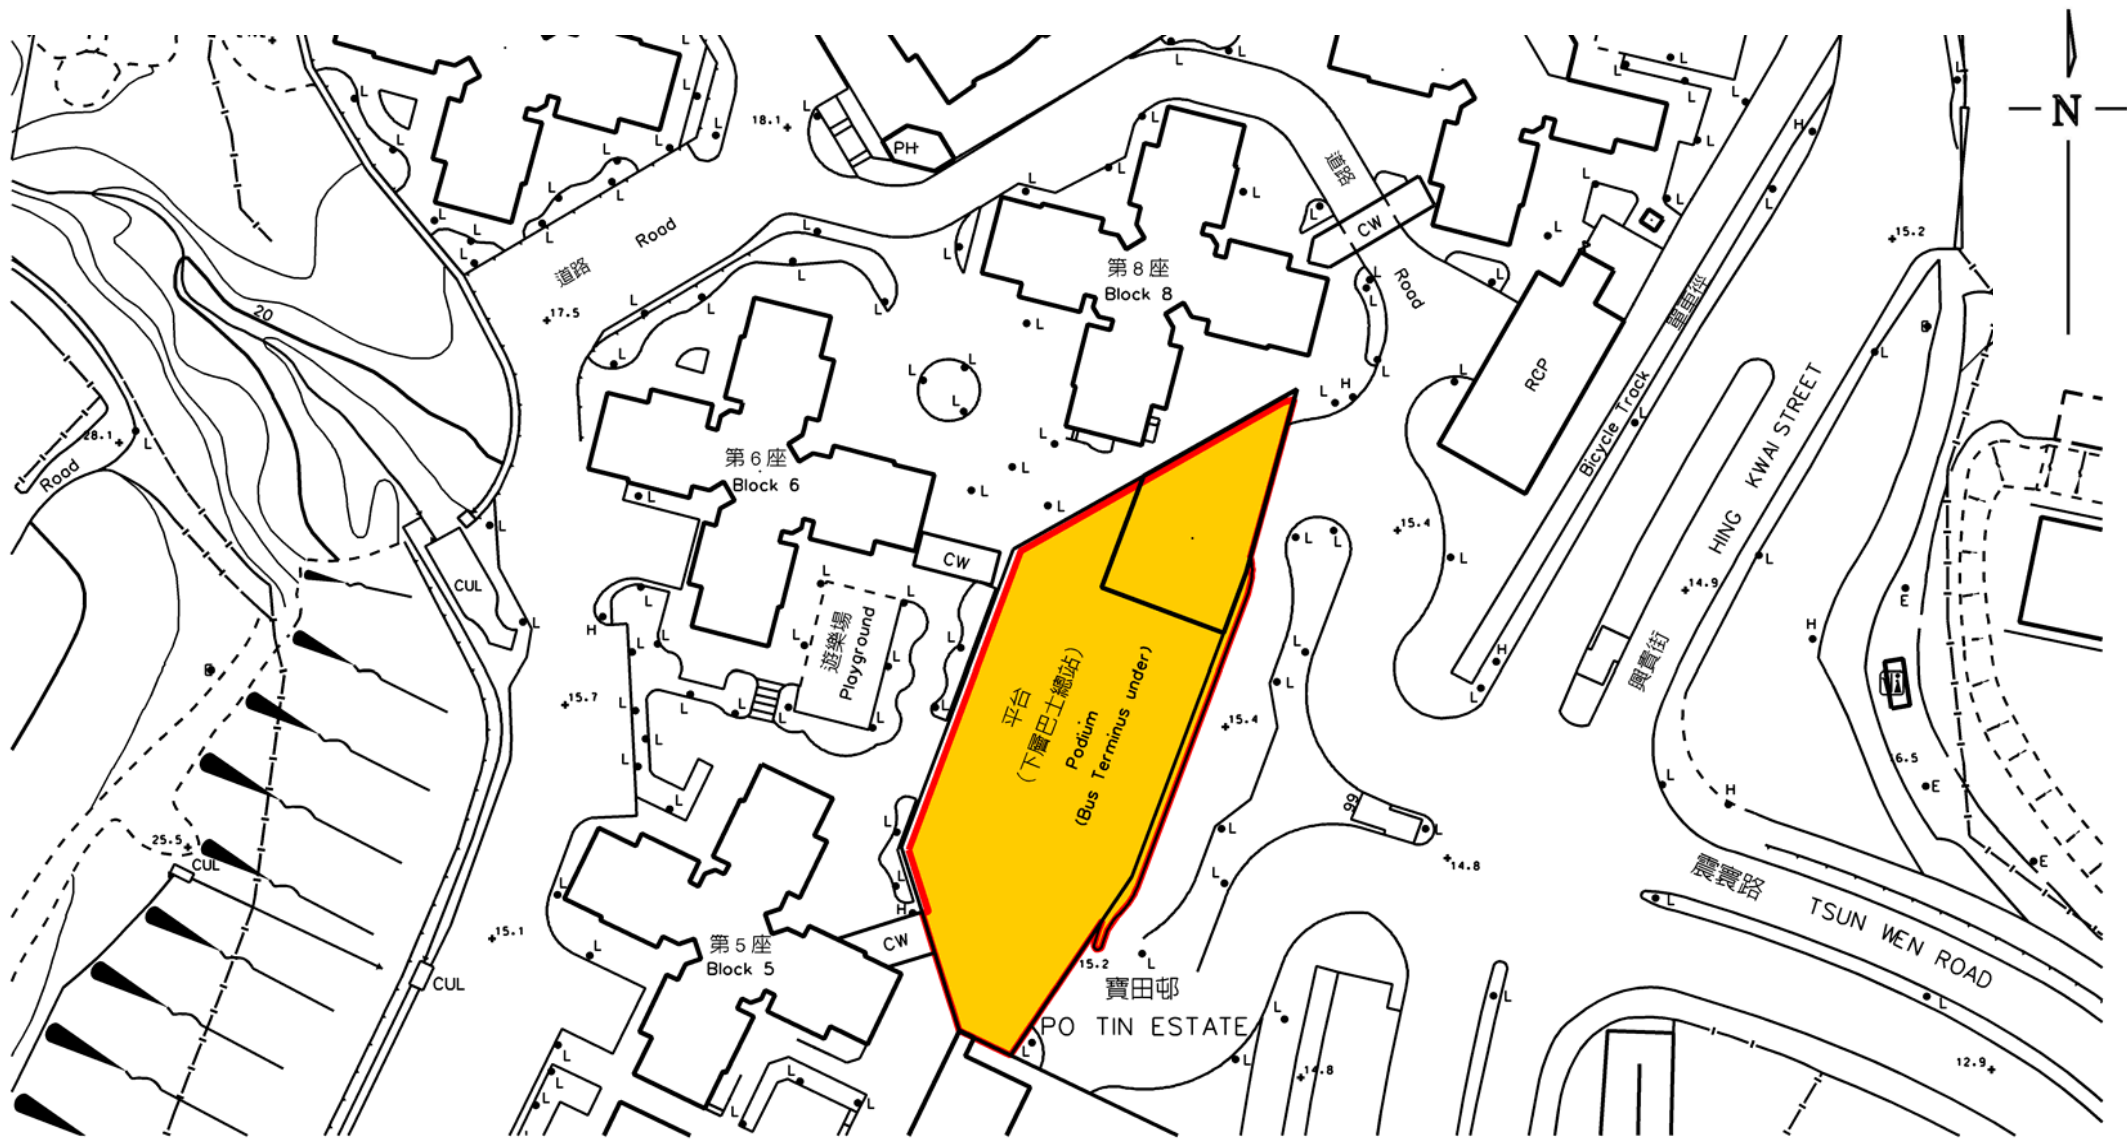 N
18.1
PH
道路
CW
15.2
Road
道路
第8座
Block 8
Road
單車徑
20
17.5
RCP
HING KWAI STREET
Bicycle Track
28.1
Road
第6座
Block 6
15.4
CW
CUL
14.9
遊樂場
Playground
興貴街
平台
(下層巴士總站)
Podium
(Bus Terminus under)
15.7
15.4
6.5
99
25.5
CUL
14.8
震寰路
TSUN WEN ROAD
15.1
第5座
Block 5
CW
15.2
CUL
寶田邨
PO TIN ESTATE
14.8
12.9